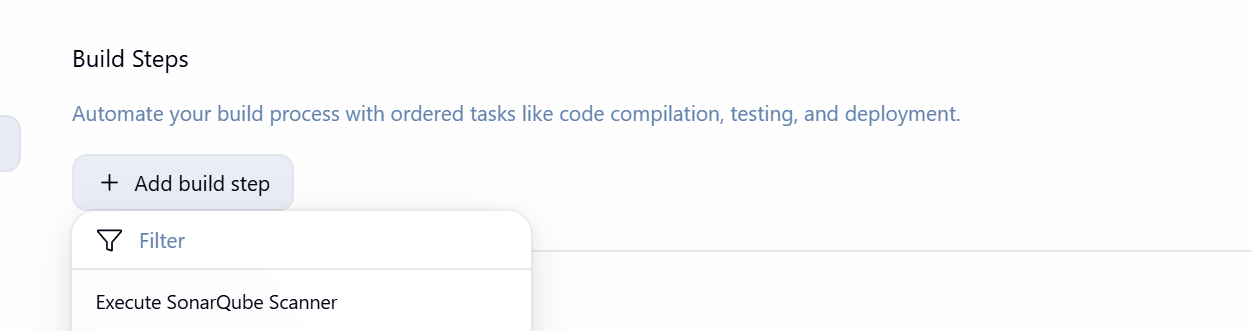 Build Steps
Automate your build process with ordered tasks like code compilation, testing, and deployment.
Add build step
Filter
Execute SonarQube Scanner